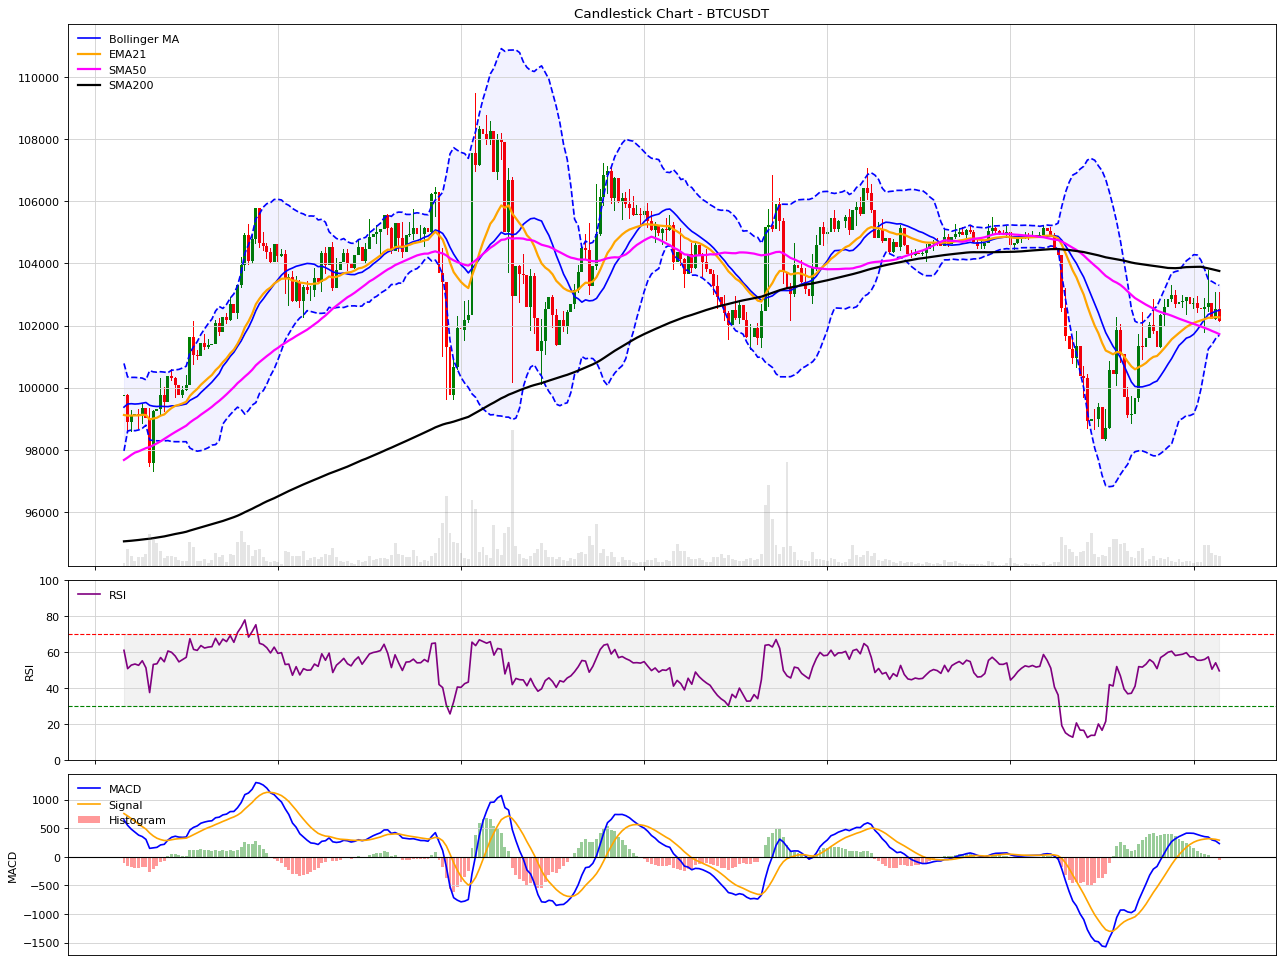 Candlestick Chart - BTCUSDT
Bollinger MA
EMA21
SMA50
SMA200
110000
108000
106000
104000
102000
100000
98000
96000
RSI
100
80
60
40
20
0
RSI
MACD
Signal
Histogram
1000
500
0
−500
−1000
−1500
MACD